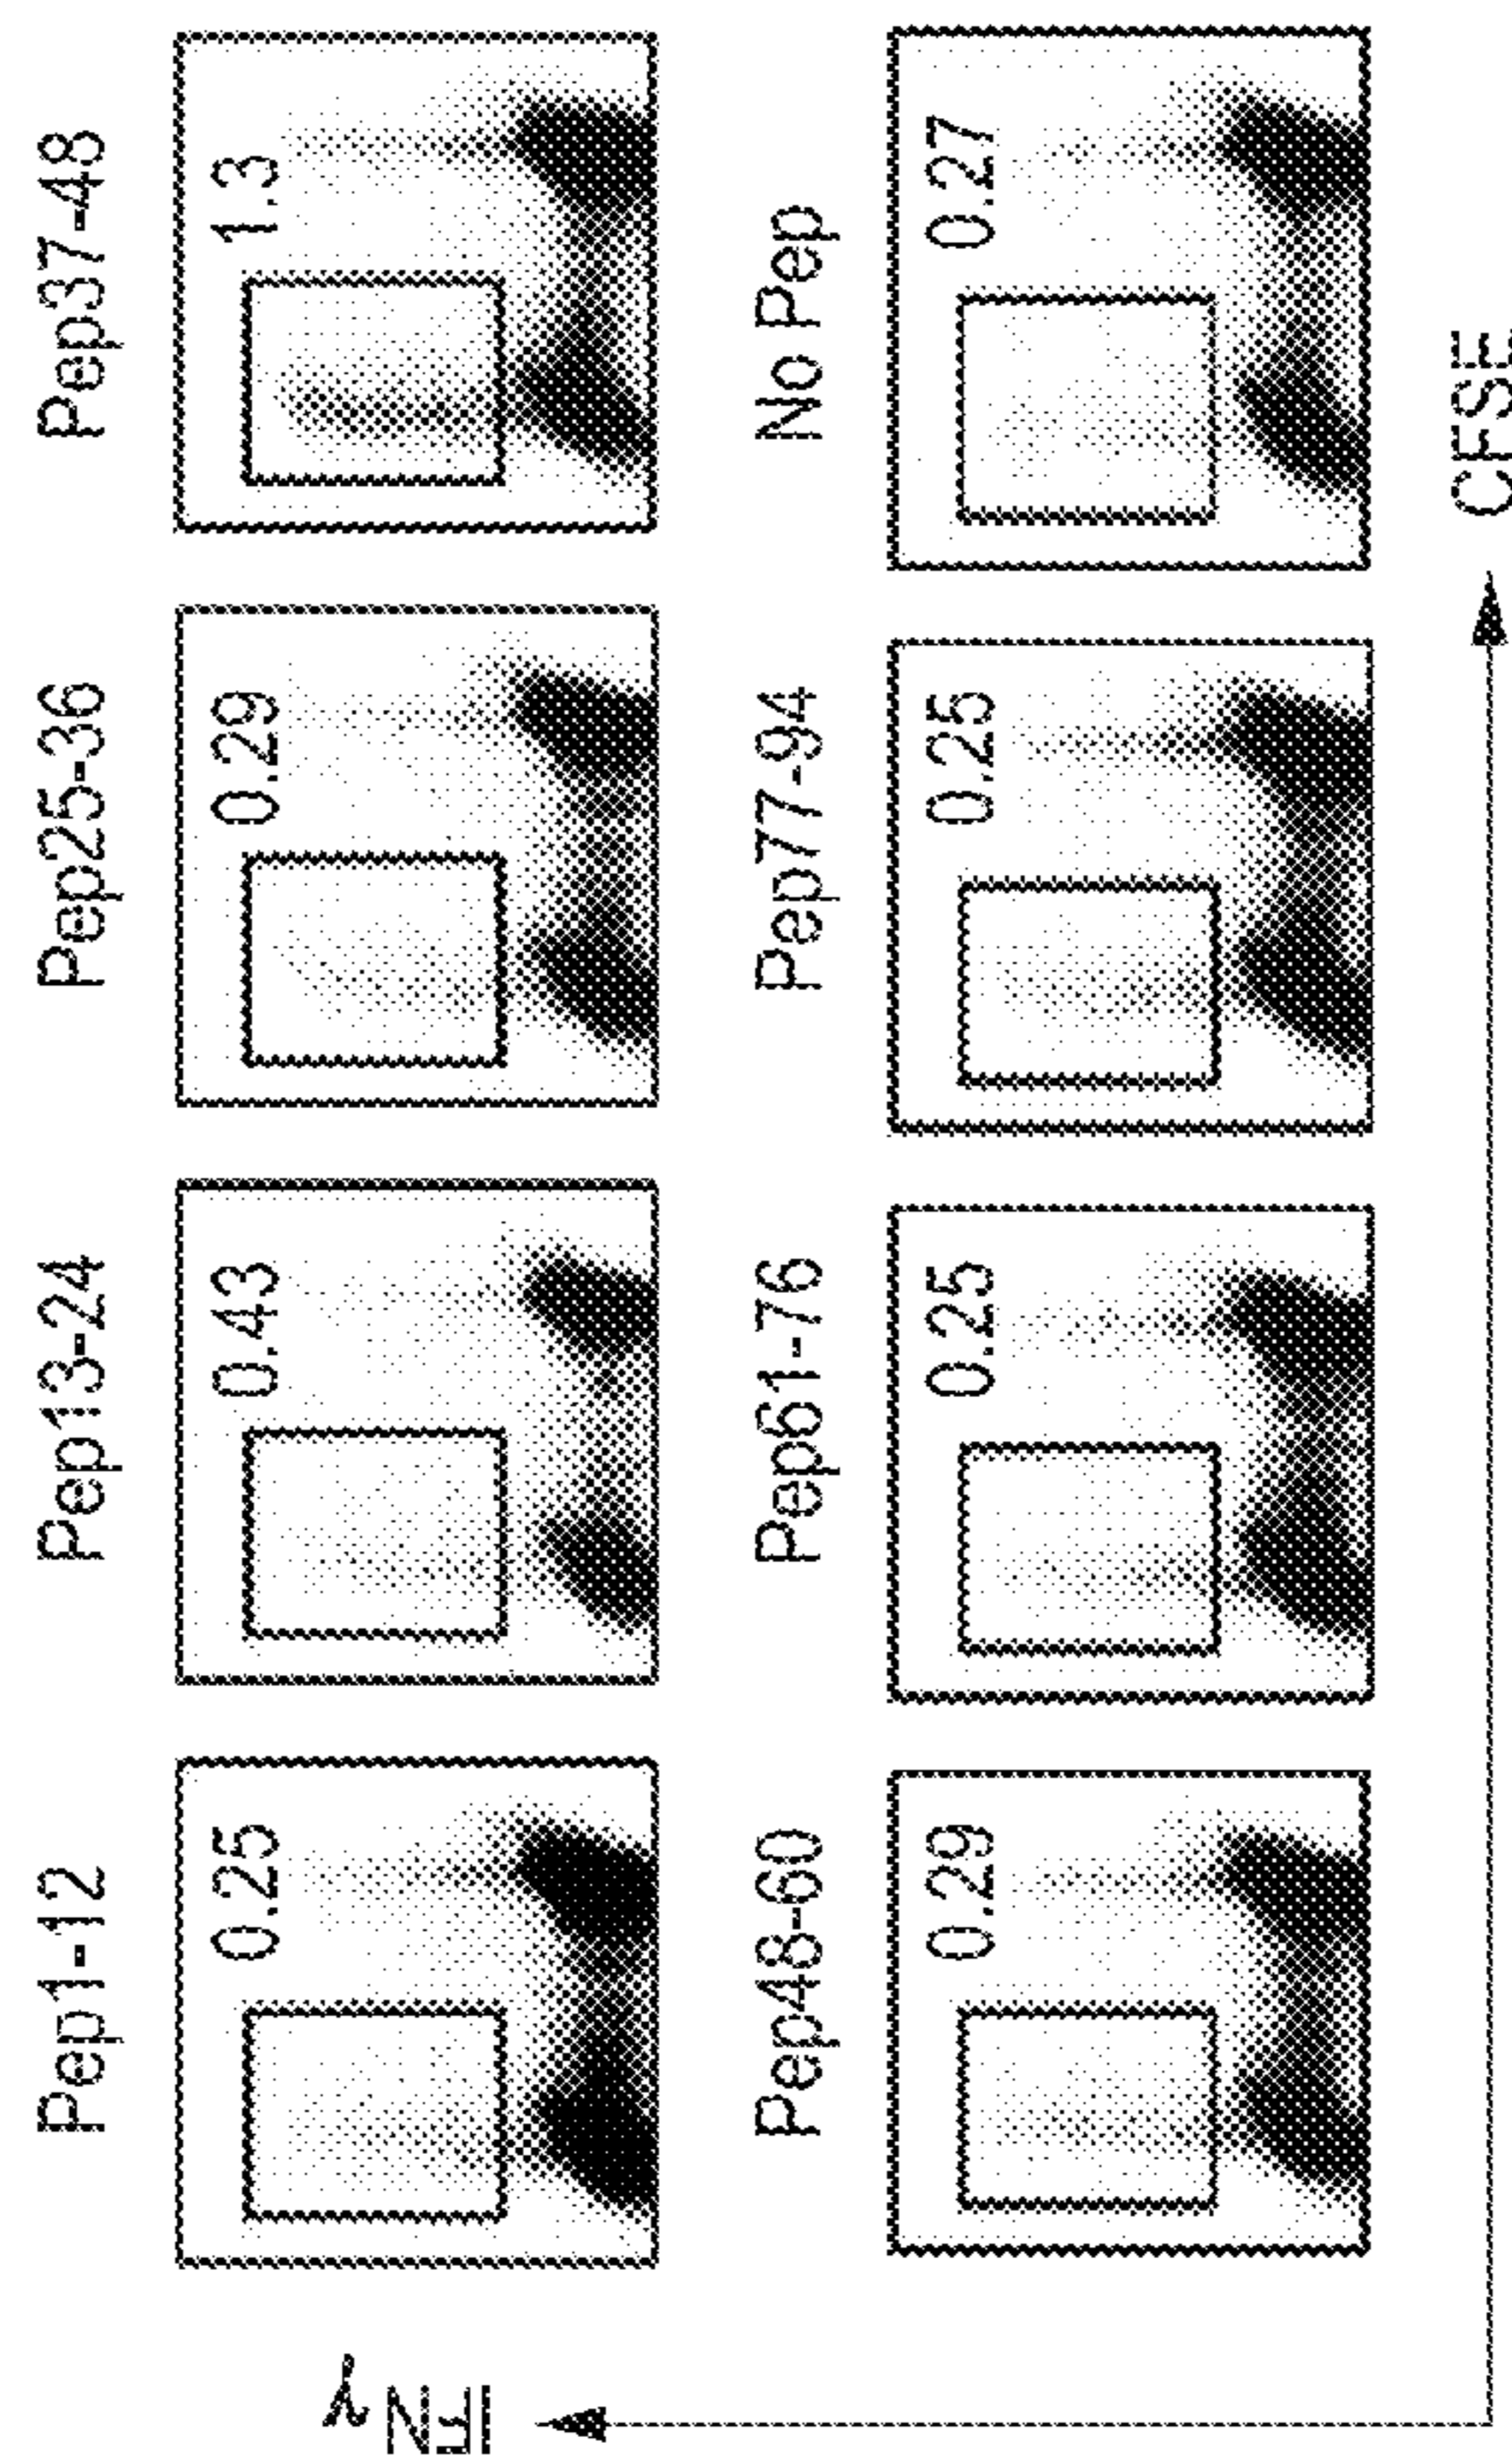 Pep1-12 Pep13-24 Pep25-36 Pep37-48
0.25 0.43 0.29 1.3
Pep48-60 Pep61-76 Pep77-94 No Pep
0.29 0.25 0.25 0.27
IFNγ
CFSE